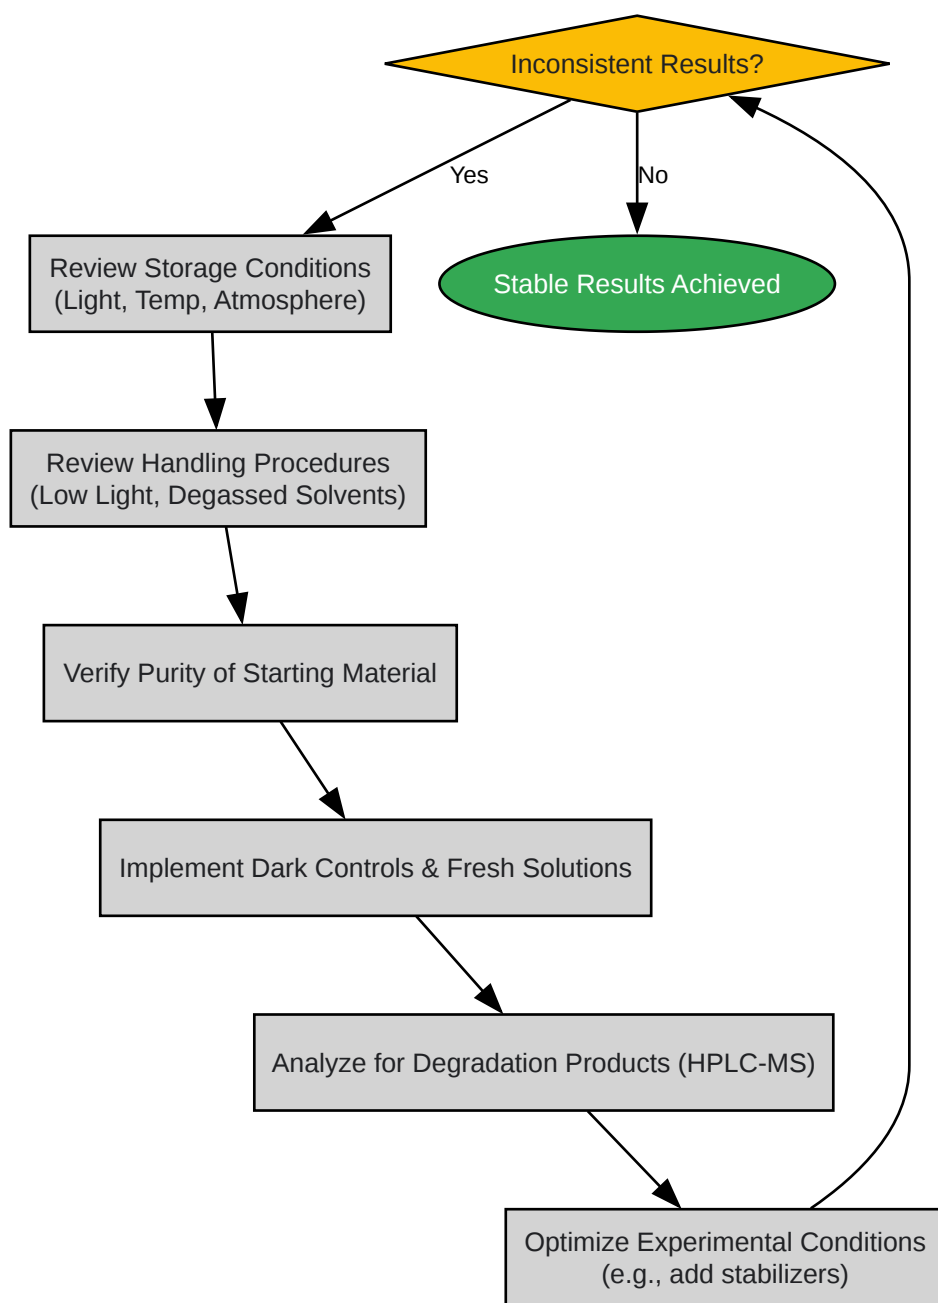 Inconsistent Results?
Yes
No
Review Storage Conditions
(Light, Temp, Atmosphere)
Stable Results Achieved
Review Handling Procedures
(Low Light, Degassed Solvents)
Verify Purity of Starting Material
Implement Dark Controls & Fresh Solutions
Analyze for Degradation Products (HPLC-MS)
Optimize Experimental Conditions
(e.g., add stabilizers)